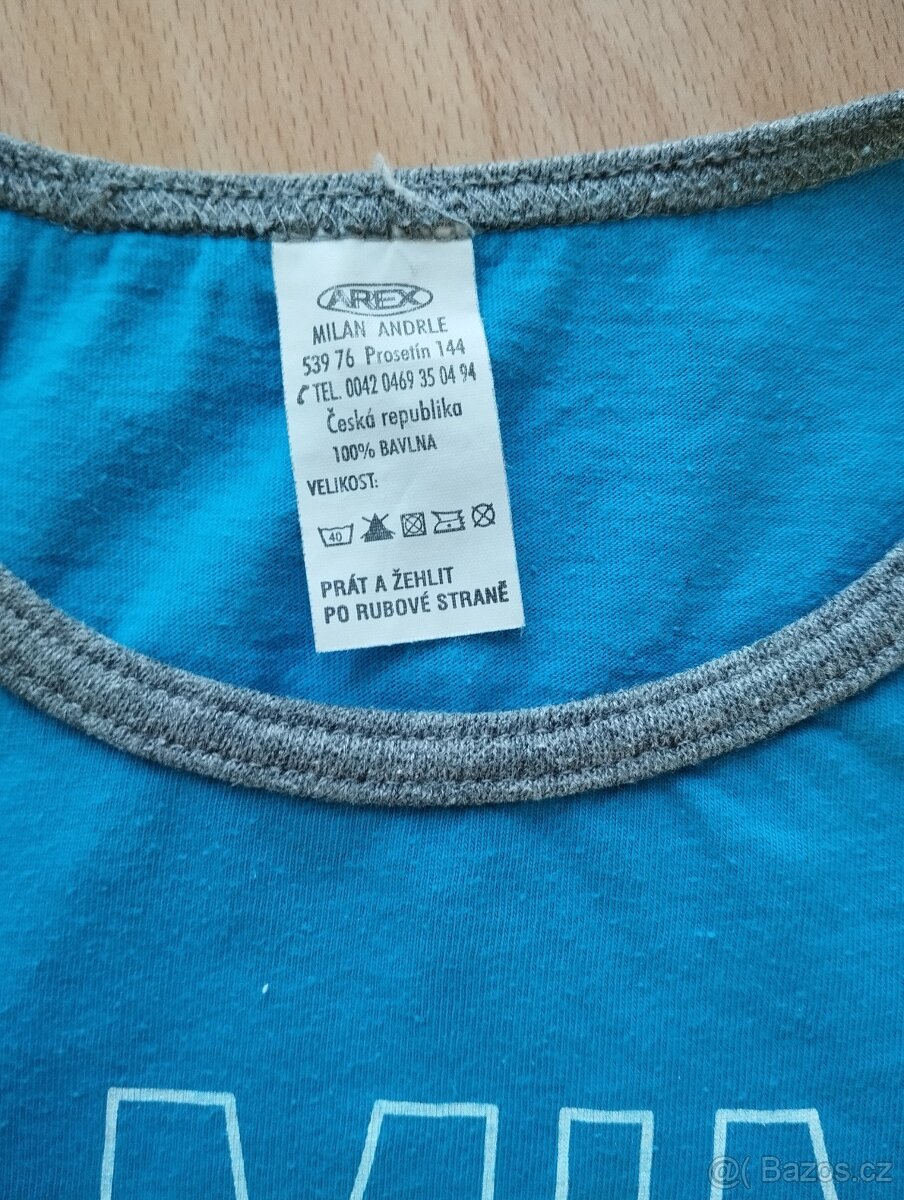 AREX
MILAN ANDRLE
539 76 Prosetín 144
TEL. 0042 0469 35 04 94
Česká republika
100% BAVLNA
VELIKOST:
40
PRÁT A ŽEHLIT
PO RUBOVÉ STRANĚ
@( Bazos.cz